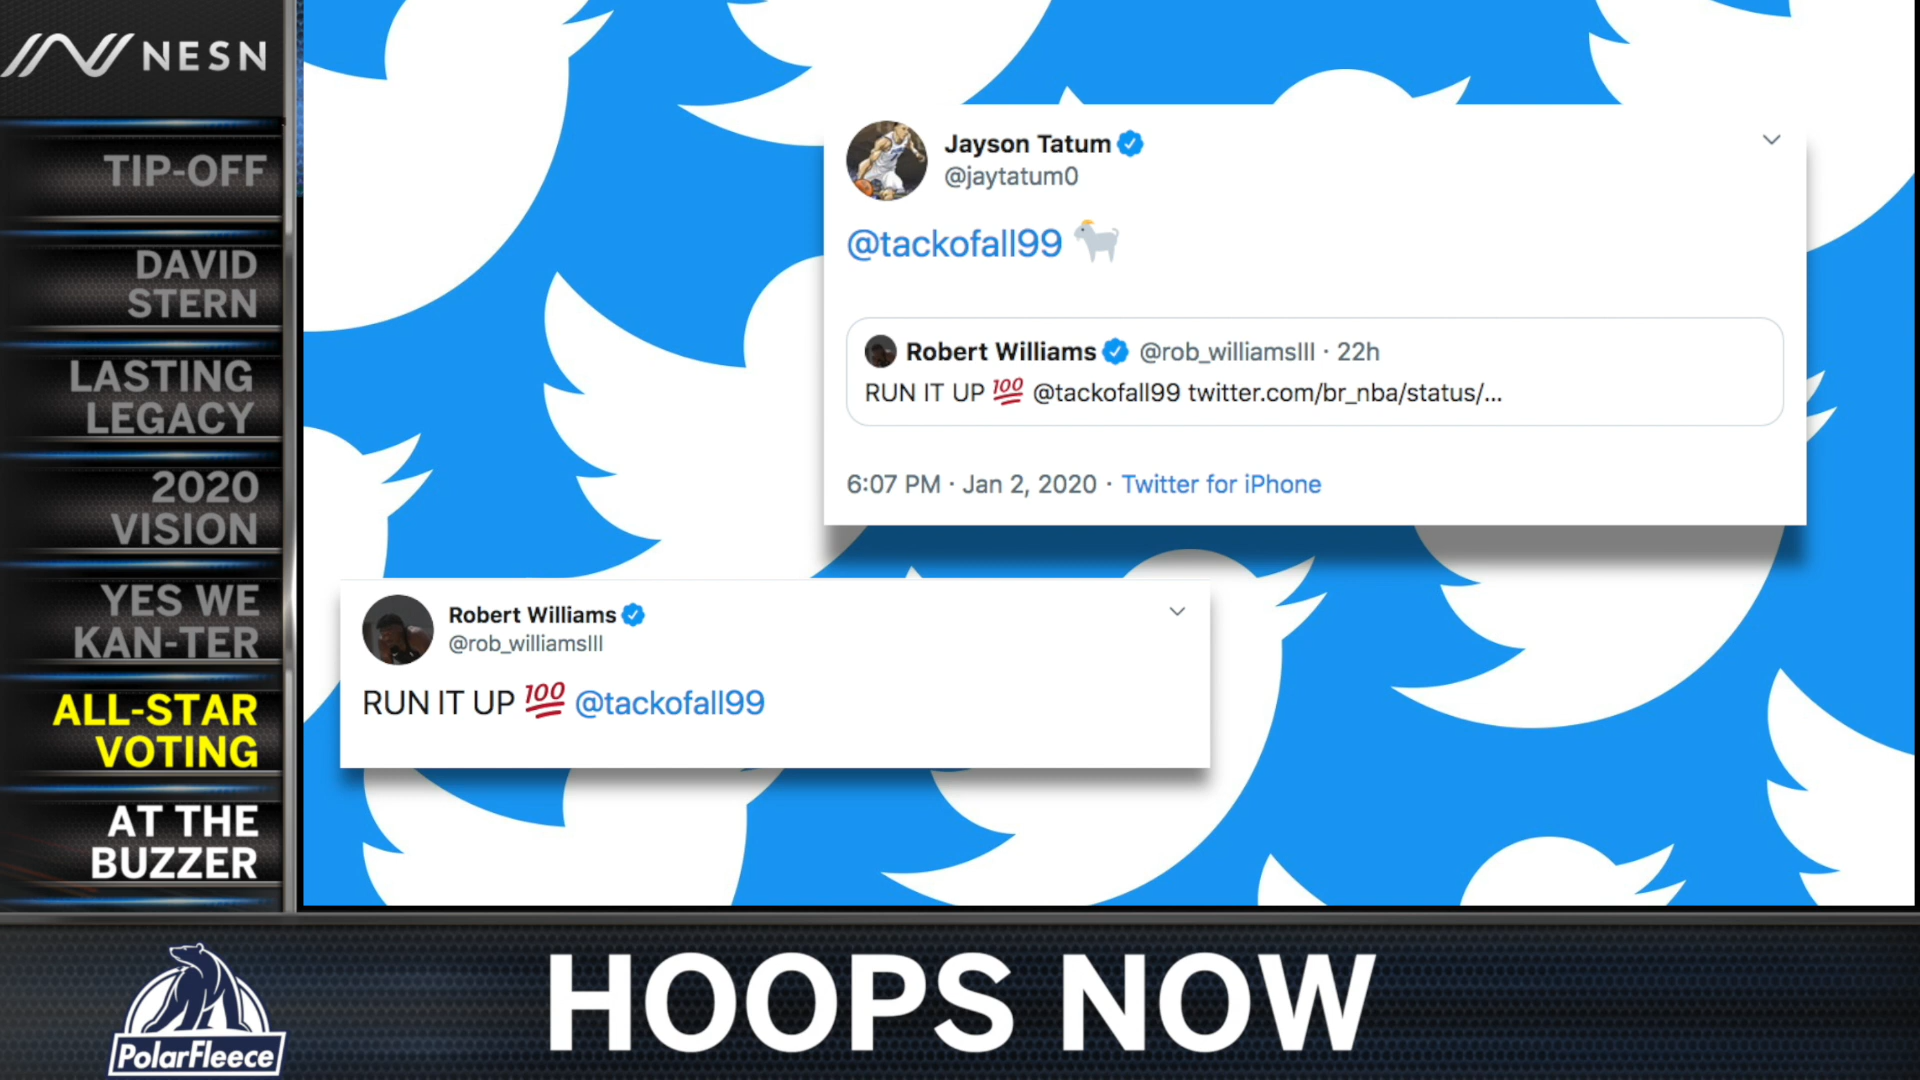 NESN
TIP-OFF
DAVID
STERN
LASTING
LEGACY
2020
VISION
YES WE
KAN-TER
ALL-STAR
VOTING
AT THE
BUZZER
Jayson Tatum
@jaytatum0
@tackofall99 🐐
Robert Williams @rob_williamsIII · 22h
RUN IT UP 💯 @tackofall99 twitter.com/br_nba/status/...
6:07 PM · Jan 2, 2020 · Twitter for iPhone
Robert Williams
@rob_williamsIII
RUN IT UP 💯 @tackofall99
PolarFleece
HOOPS NOW